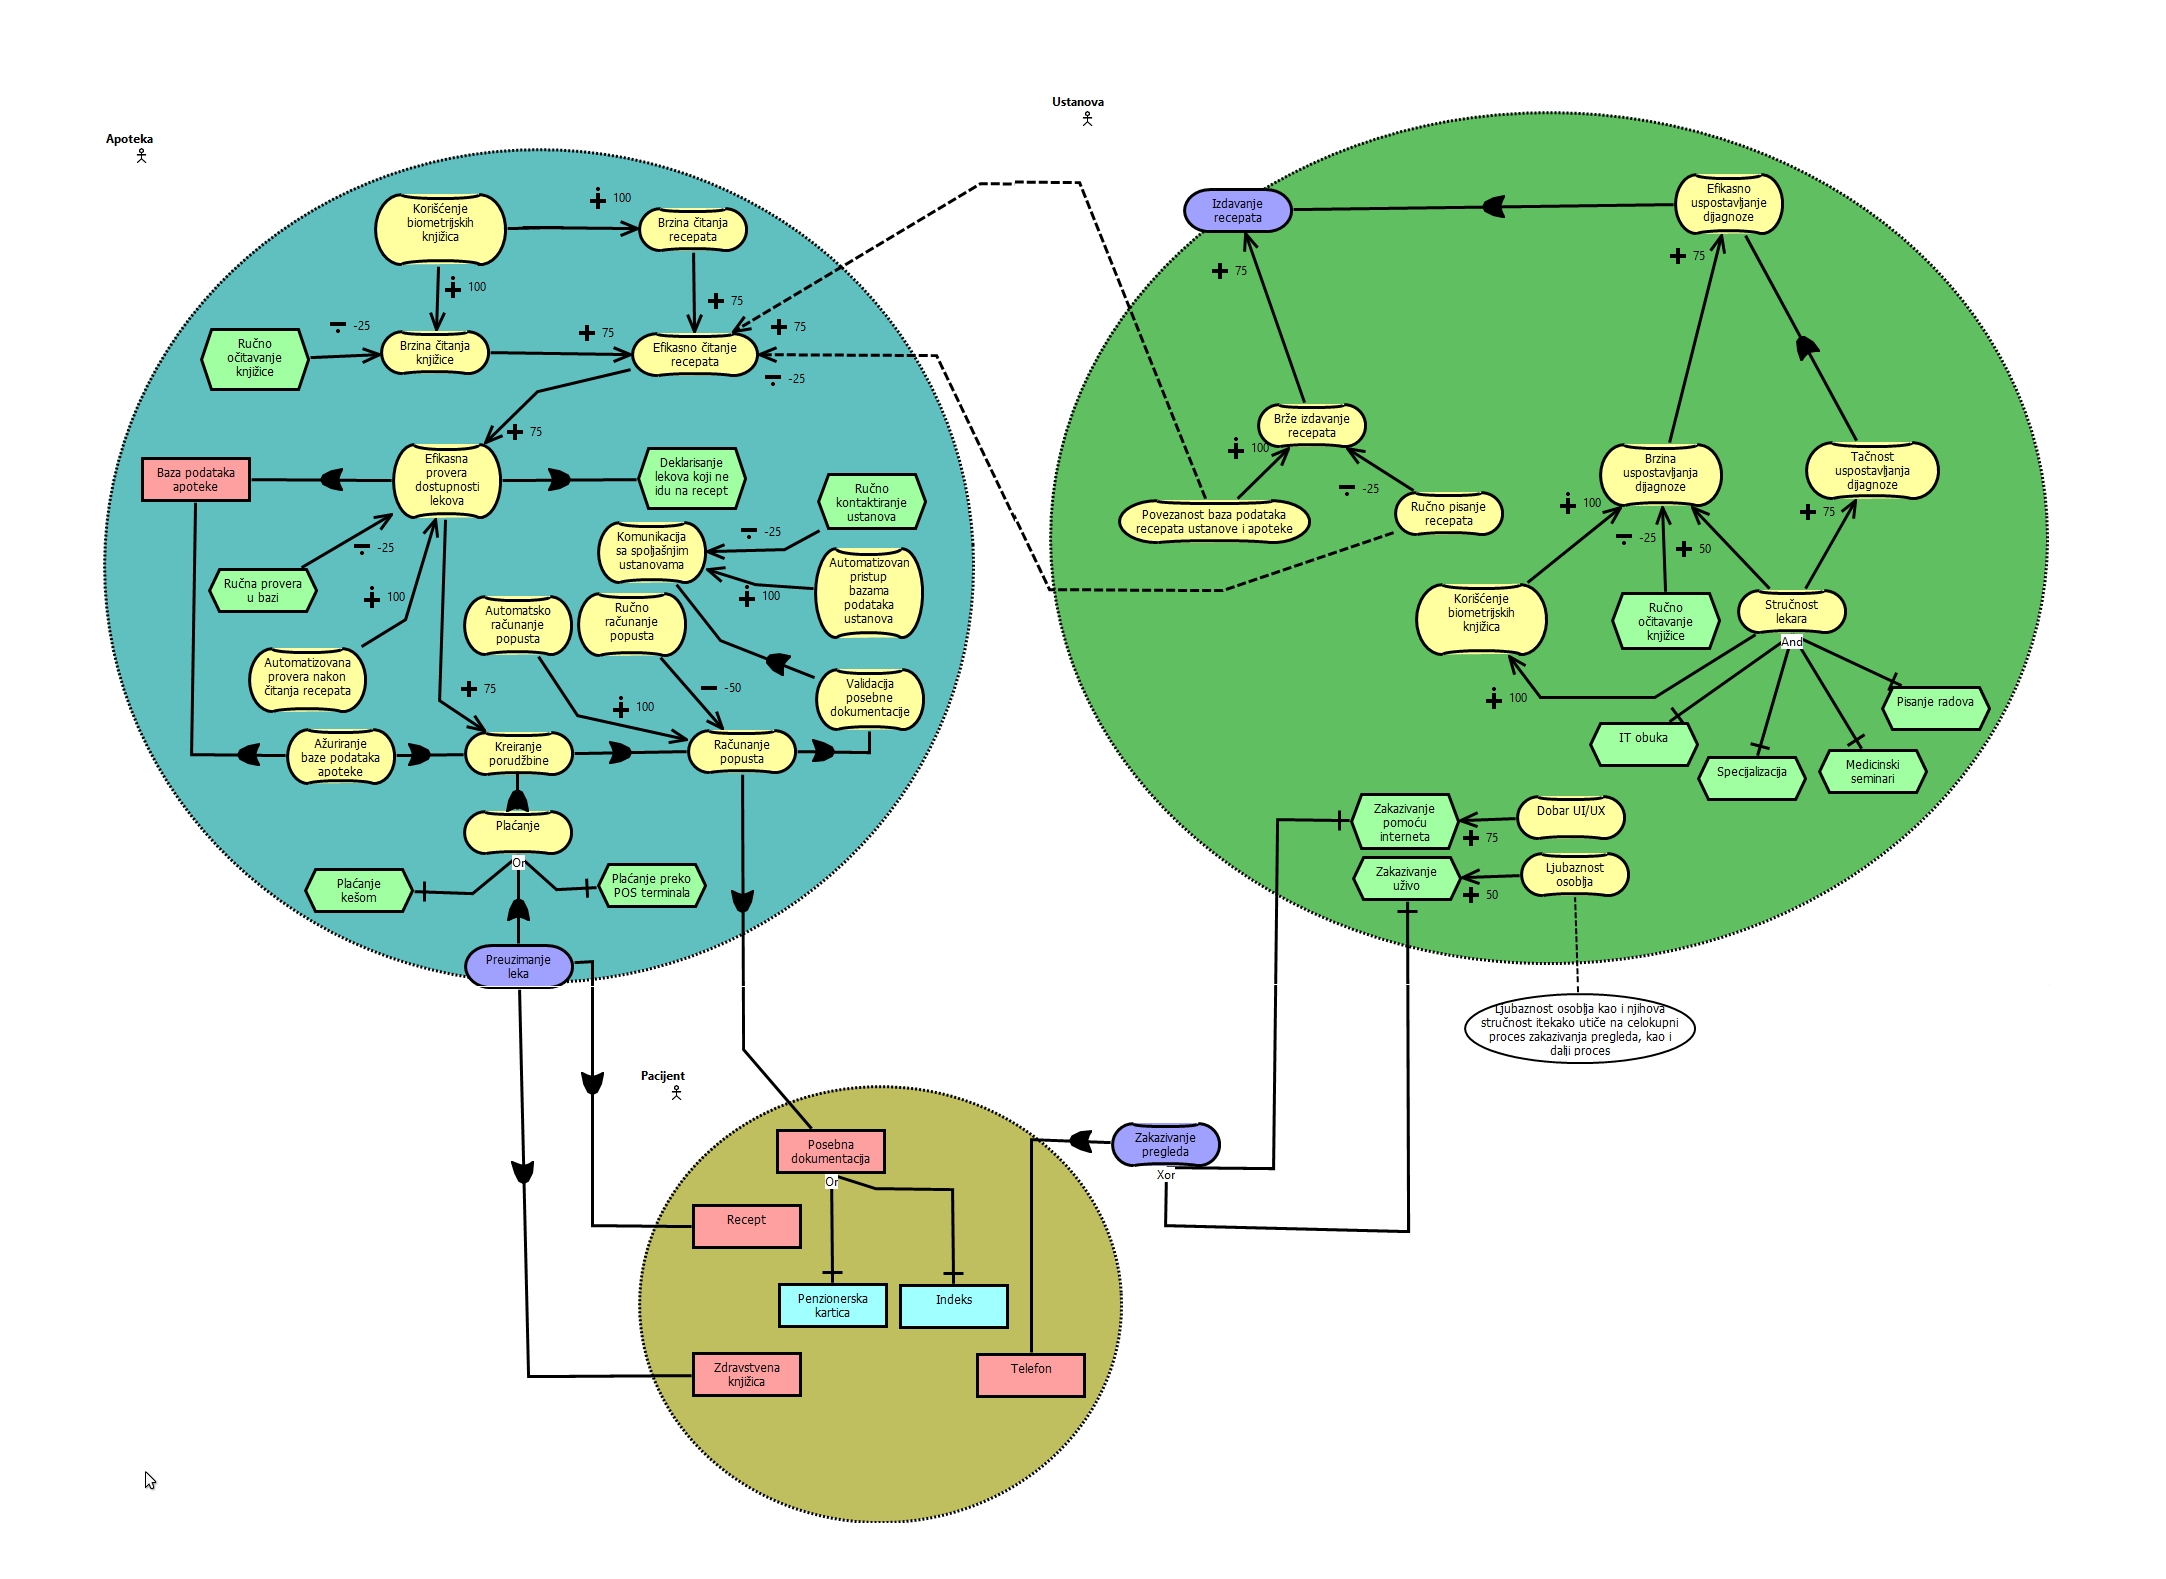 Ustanova
Apoteka
Korišćenje
biometrijskih
knjižica
100
Brzina čitanja
recepata
100
75
Ručno
očitavanje
knjižice
-25
Brzina čitanja
knjižice
75
Efikasno čitanje
recepata
75
-25
75
Baza podataka
apoteke
Efikasna
provera
dostupnosti
lekova
Deklarisanje
lekova koji ne
idu na recept
Ručno
kontaktiranje
ustanova
-25
Komunikacija
sa spoljašnjim
ustanovama
-25
Automatizovan
pristup
bazama
podataka
ustanova
100
Ručna provera
u bazi
100
Automatsko
računanje
popusta
Ručno
računanje
popusta
Automatizovana
provera nakon
čitanja recepata
75
-50
100
Validacija
posebne
dokumentacije
Ažuriranje
baze podataka
apoteke
Kreiranje
porudžbine
Računanje
popusta
Plaćanje
Or
Plaćanje
kešom
Plaćanje preko
POS terminala
Preuzimanje
leka
Izdavanje
recepata
Efikasno
uspostavljanje
dijagnoze
75
75
Brže izdavanje
recepata
100
-25
Povezanost baza podataka
recepata ustanove i apoteke
Ručno pisanje
recepata
Brzina
uspostavljanja
dijagnoze
Tačnost
uspostavljanja
dijagnoze
100
-25
50
75
Korišćenje
biometrijskih
knjižica
Ručno
očitavanje
knjižice
Stručnost
lekara
And
100
IT obuka
Specijalizacija
Medicinski
seminari
Pisanje radova
Zakazivanje
pomoću
interneta
Dobar UI/UX
75
Zakazivanje
uživo
Ljubaznost
osoblja
50
Ljubaznost osoblja kao i njihova
stručnost itekako utiče na celokupni
proces zakazivanja pregleda, kao i
dalji proces
Pacijent
Posebna
dokumentacija
Or
Zakazivanje
pregleda
Xor
Recept
Penzionerska
kartica
Indeks
Zdravstvena
knjižica
Telefon